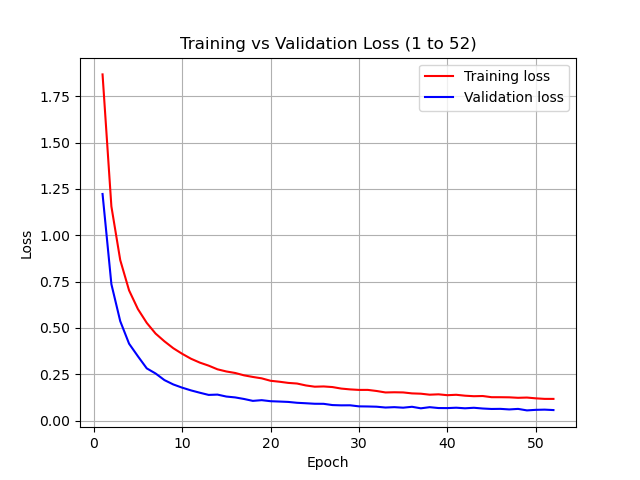 Training vs Validation Loss (1 to 52)
Training loss
Validation loss
1.75
1.50
1.25
1.00
0.75
0.50
0.25
0.00
Loss
0 10 20 30 40 50
Epoch